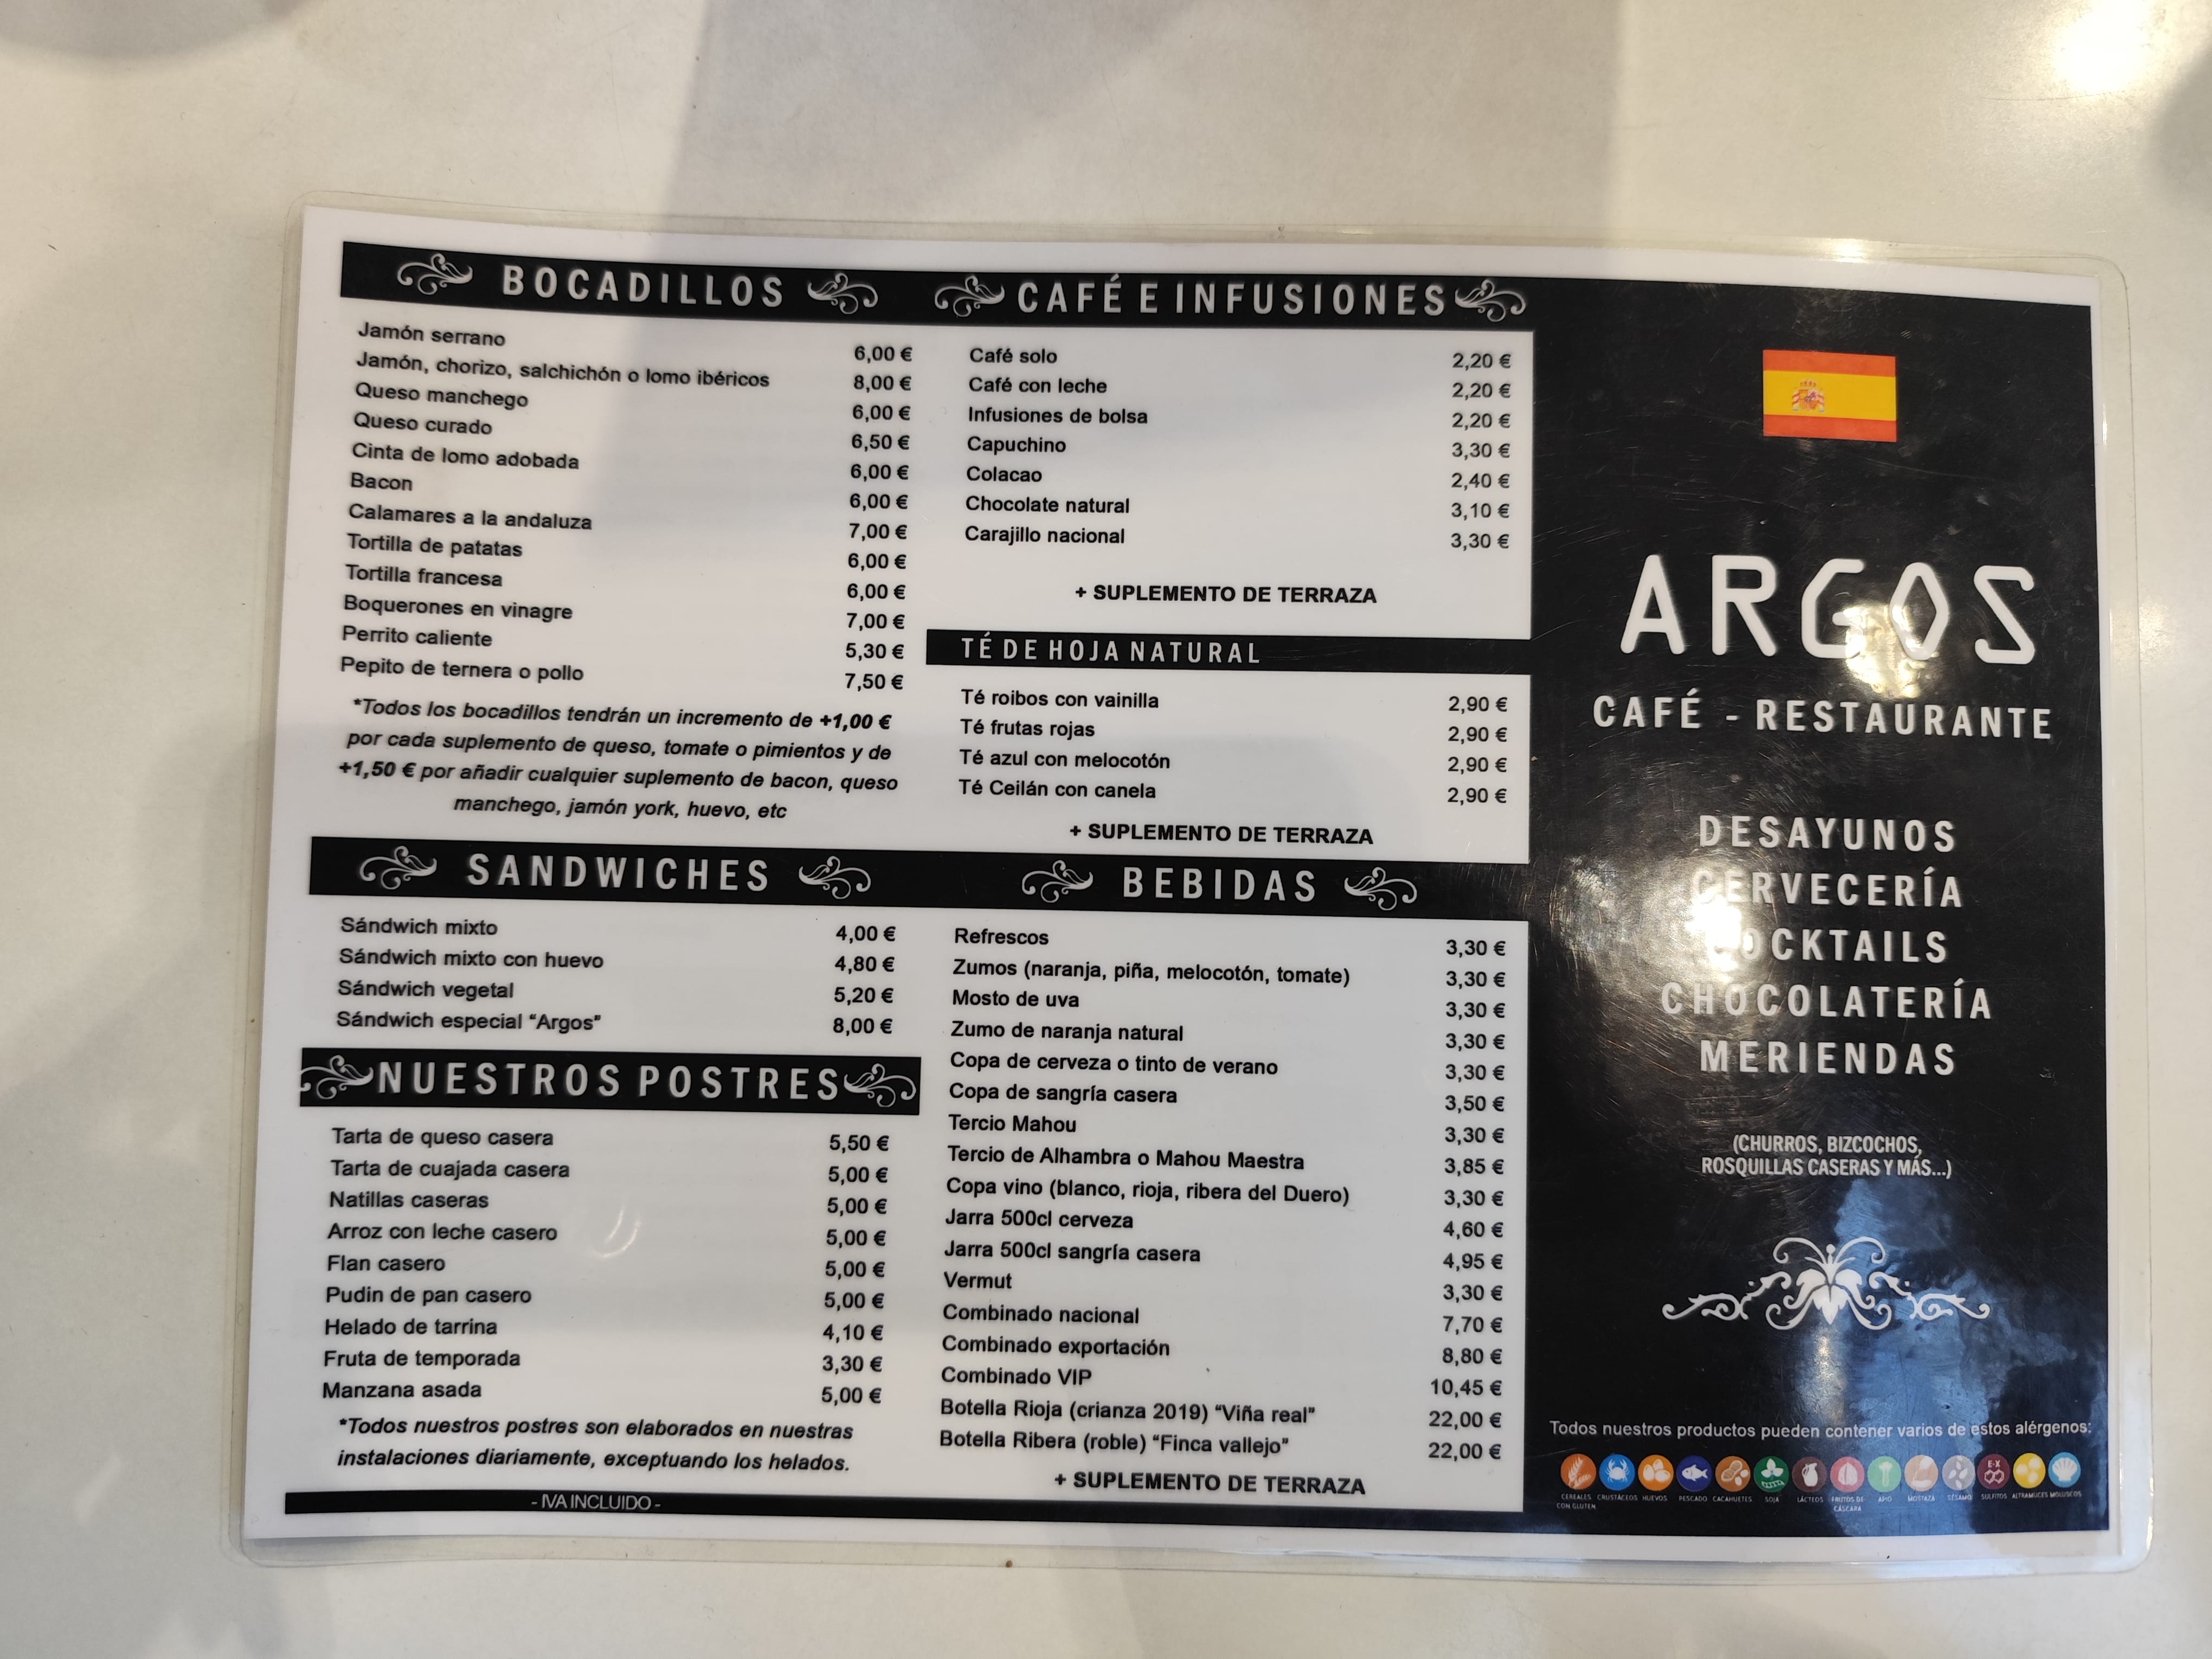 BOCADILLOS
Jamón serrano 6,00 €
Jamón, chorizo, salchichón o lomo ibéricos 8,00 €
Queso manchego 6,00 €
Queso curado 6,50 €
Cinta de lomo adobada 6,00 €
Bacon 6,00 €
Calamares a la andaluza 7,00 €
Tortilla de patatas 6,00 €
Tortilla francesa 6,00 €
Boquerones en vinagre 7,00 €
Perrito caliente 5,30 €
Pepito de ternera o pollo 7,50 €
*Todos los bocadillos tendrán un incremento de +1,00 €
por cada suplemento de queso, tomate o pimientos y de
+1,50 € por añadir cualquier suplemento de bacon, queso
manchego, jamón york, huevo, etc
SANDWICHES
Sándwich mixto 4,00 €
Sándwich mixto con huevo 4,80 €
Sándwich vegetal 5,20 €
Sándwich especial “Argos” 8,00 €
NUESTROS POSTRES
Tarta de queso casera 5,50 €
Tarta de cuajada casera 5,00 €
Natillas caseras 5,00 €
Arroz con leche casero 5,00 €
Flan casero 5,00 €
Pudin de pan casero 5,00 €
Helado de tarrina 4,10 €
Fruta de temporada 3,30 €
Manzana asada 5,00 €
*Todos nuestros postres son elaborados en nuestras
instalaciones diariamente, exceptuando los helados.
- IVA INCLUIDO -
CAFÉ E INFUSIONES
Café solo 2,20 €
Café con leche 2,20 €
Infusiones de bolsa 2,20 €
Capuchino 3,30 €
Colacao 2,40 €
Chocolate natural 3,10 €
Carajillo nacional 3,30 €
+ SUPLEMENTO DE TERRAZA
TÉ DE HOJA NATURAL
Té roibos con vainilla 2,90 €
Té frutas rojas 2,90 €
Té azul con melocotón 2,90 €
Té Ceilán con canela 2,90 €
+ SUPLEMENTO DE TERRAZA
BEBIDAS
Refrescos 3,30 €
Zumos (naranja, piña, melocotón, tomate) 3,30 €
Mosto de uva 3,30 €
Zumo de naranja natural 3,30 €
Copa de cerveza o tinto de verano 3,30 €
Copa de sangría casera 3,50 €
Tercio Mahou 3,30 €
Tercio de Alhambra o Mahou Maestra 3,85 €
Copa vino (blanco, rioja, ribera del Duero) 3,30 €
Jarra 500cl cerveza 4,60 €
Jarra 500cl sangría casera 4,95 €
Vermut 3,30 €
Combinado nacional 7,70 €
Combinado exportación 8,80 €
Combinado VIP 10,45 €
Botella Rioja (crianza 2019) “Viña real” 22,00 €
Botella Ribera (roble) “Finca vallejo” 22,00 €
+ SUPLEMENTO DE TERRAZA
ARGOS
CAFÉ - RESTAURANTE
DESAYUNOS
CERVECERÍA
COCKTAILS
CHOCOLATERÍA
MERIENDAS
(CHURROS, BIZCOCHOS,
ROSQUILLAS CASERAS Y MÁS...)
Todos nuestros productos pueden contener varios de estos alérgenos:
CEREALES CON GLUTEN
CRUSTÁCEOS
HUEVOS
PESCADO
CACAHUETES
SOJA
LÁCTEOS
FRUTOS DE CÁSCARA
APIO
MOSTAZA
SÉSAMO
E-X
SULFITOS
ALTRAMUCES
MOLUSCOS